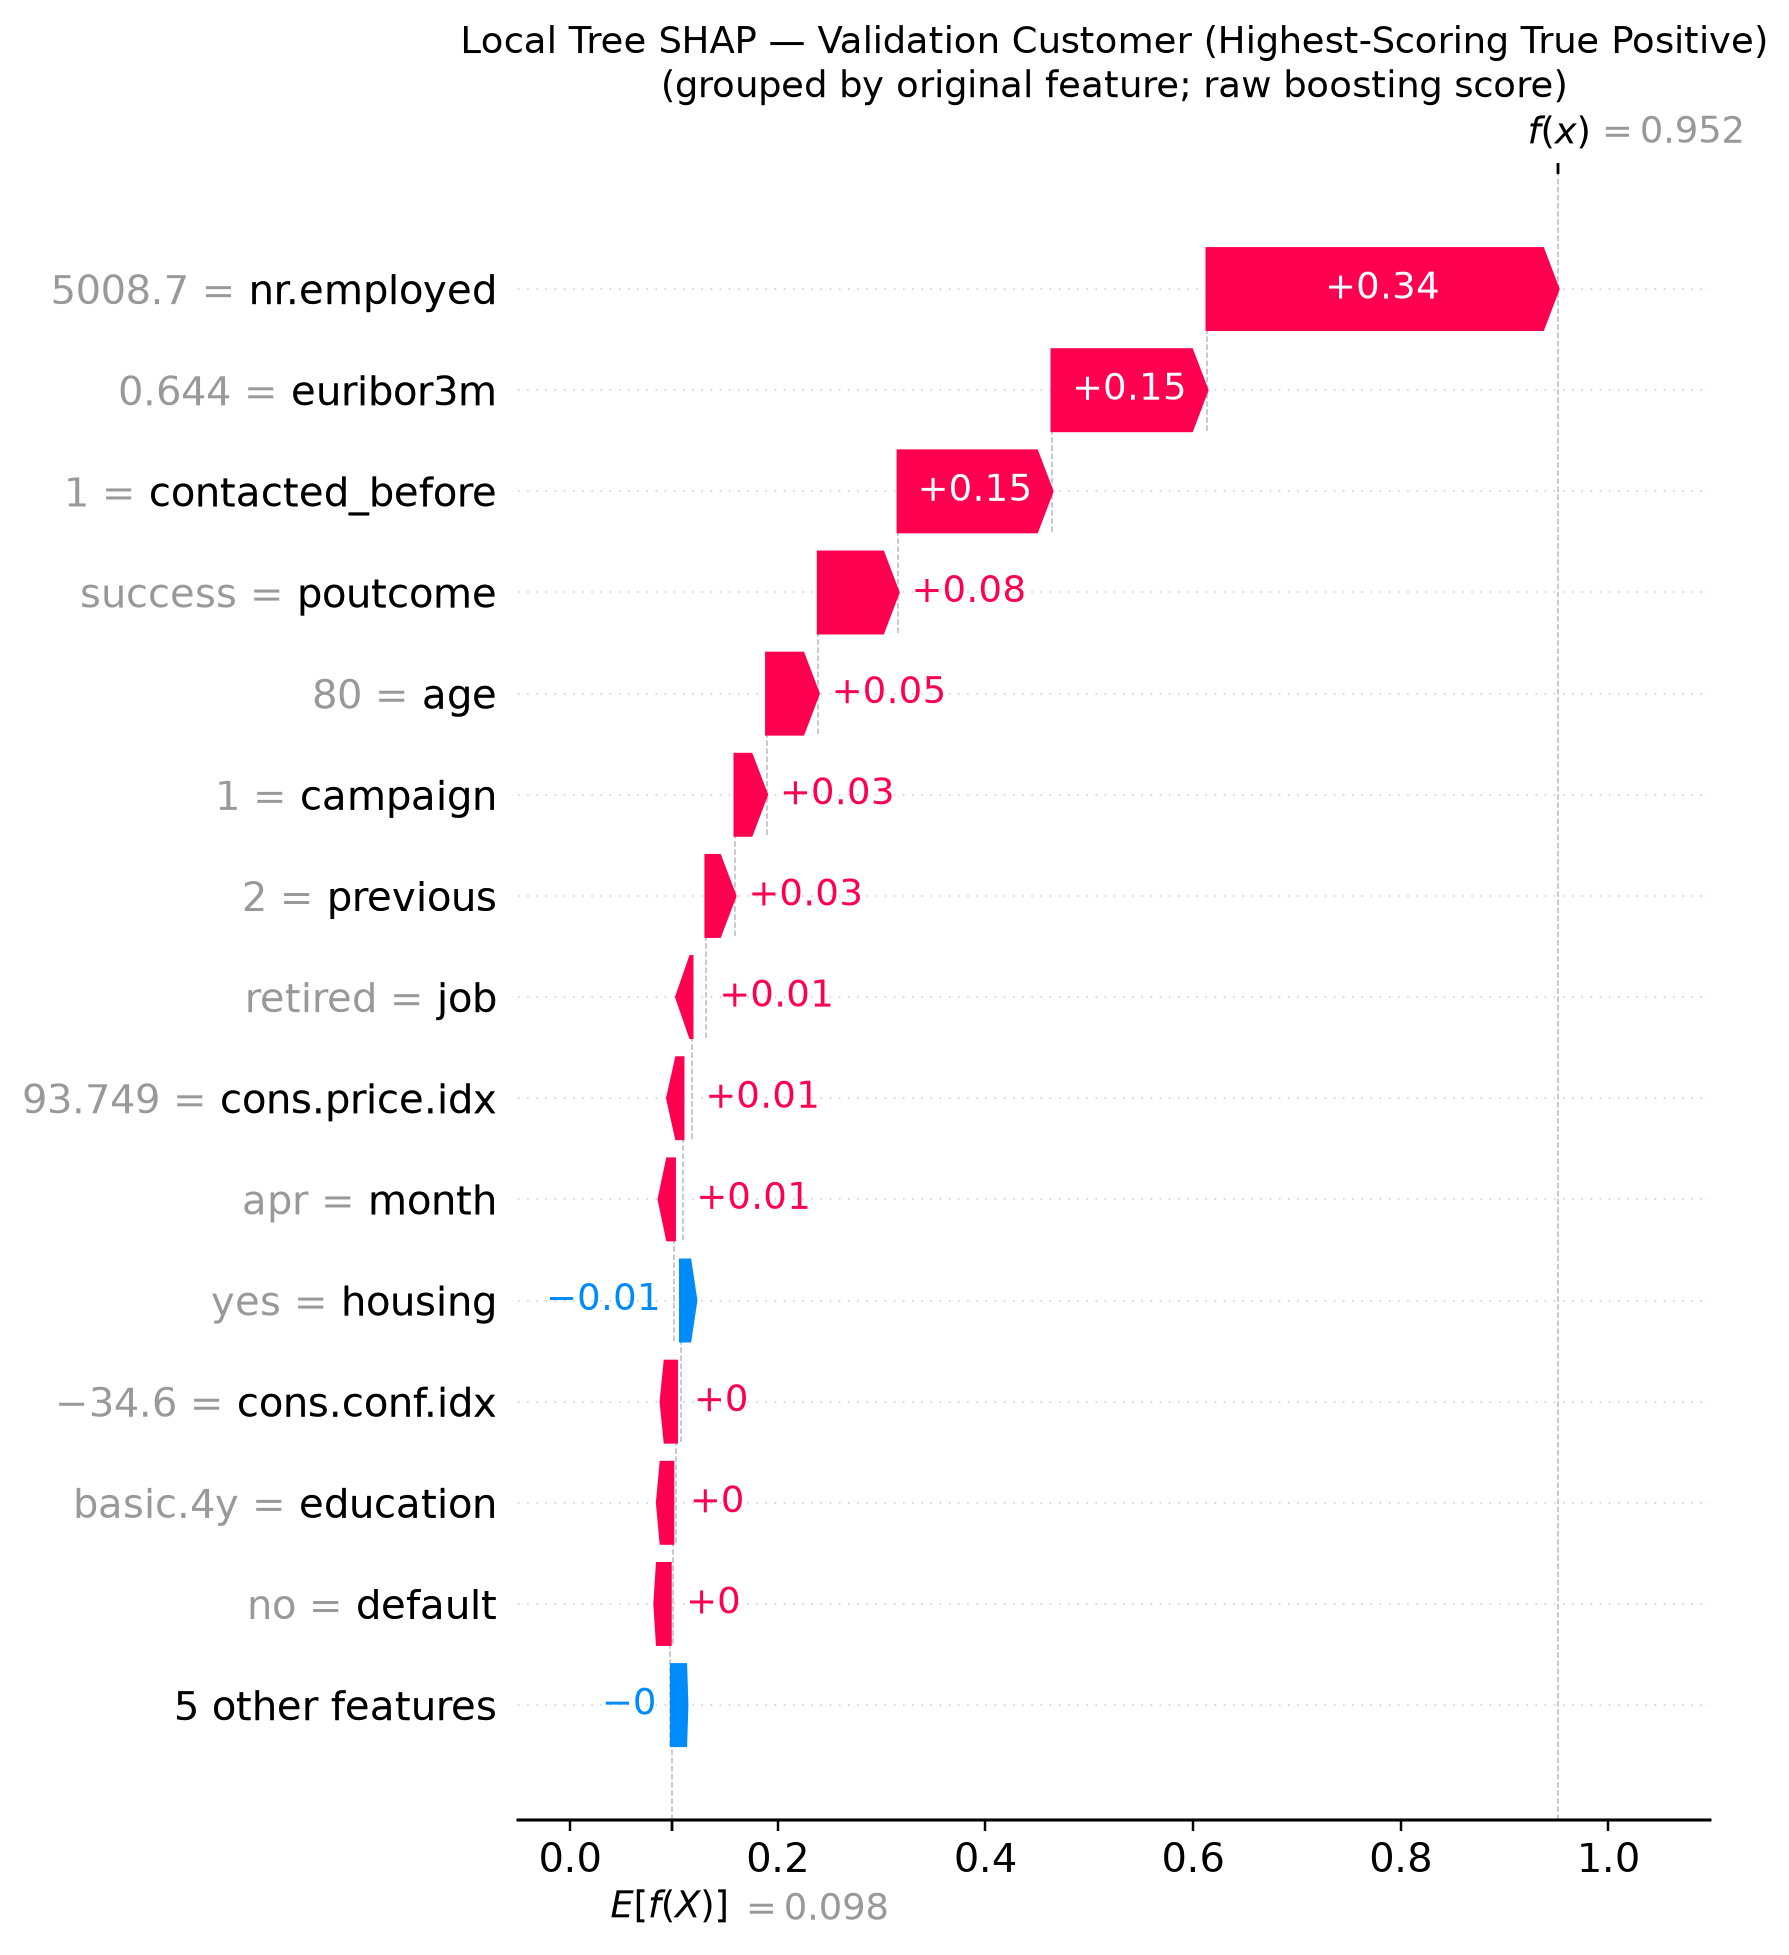 Local Tree SHAP — Validation Customer (Highest-Scoring True Positive)
(grouped by original feature; raw boosting score)
f(x) = 0.952
5008.7 = nr.employed
+0.34
0.644 = euribor3m
+0.15
1 = contacted_before
+0.15
success = poutcome
+0.08
80 = age
+0.05
1 = campaign
+0.03
2 = previous
+0.03
retired = job
+0.01
93.749 = cons.price.idx
+0.01
apr = month
+0.01
yes = housing
−0.01
−34.6 = cons.conf.idx
+0
basic.4y = education
+0
no = default
+0
5 other features
−0
0.0 0.2 0.4 0.6 0.8 1.0
E[f(X)] = 0.098